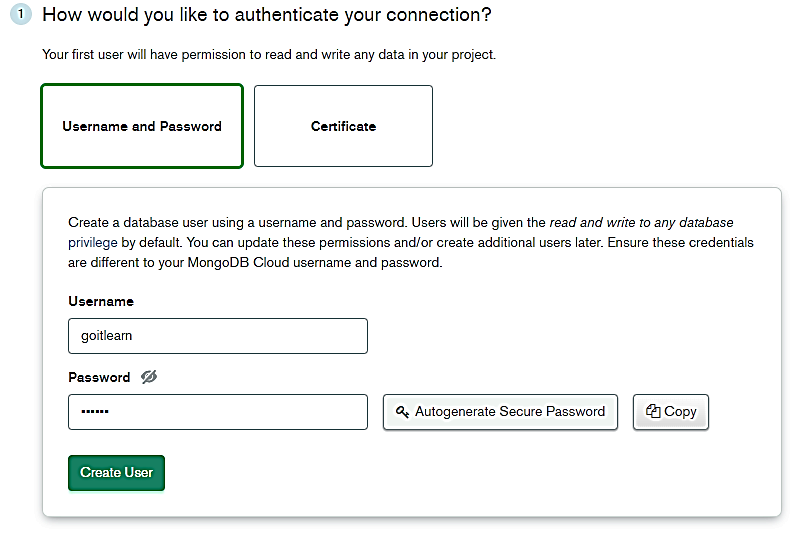 1 How would you like to authenticate your connection?
Your first user will have permission to read and write any data in your project.
Username and Password
Certificate
Create a database user using a username and password. Users will be given the read and write to any database
privilege by default. You can update these permissions and/or create additional users later. Ensure these credentials
are different to your MongoDB Cloud username and password.
Username
goitlearn
Password
••••••
Autogenerate Secure Password
Copy
Create User